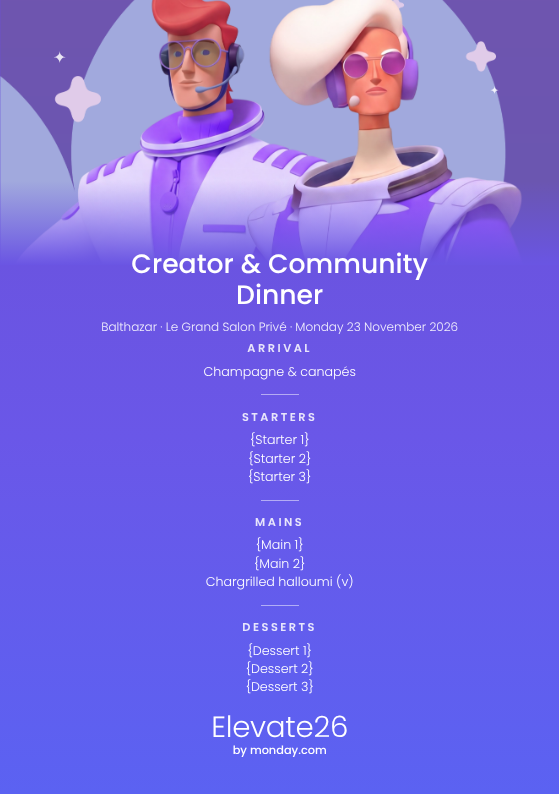 Creator & Community
Dinner
Balthazar · Le Grand Salon Privé · Monday 23 November 2026
ARRIVAL
Champagne & canapés
STARTERS
{Starter 1}
{Starter 2}
{Starter 3}
MAINS
{Main 1}
{Main 2}
Chargrilled halloumi (v)
DESSERTS
{Dessert 1}
{Dessert 2}
{Dessert 3}
Elevate26
by monday.com